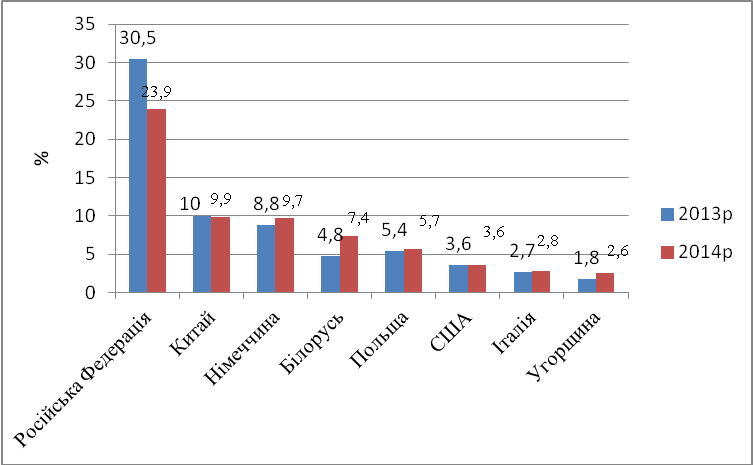 %
35
30
25
20
15
10
5
0
30,5
23,9
10
9,9
8,8
9,7
4,8
7,4
5,4
5,7
3,6
3,6
2,7
2,8
1,8
2,6
Російська Федерація
Китай
Німеччина
Білорусь
Польща
США
Італія
Угорщина
2013р
2014р